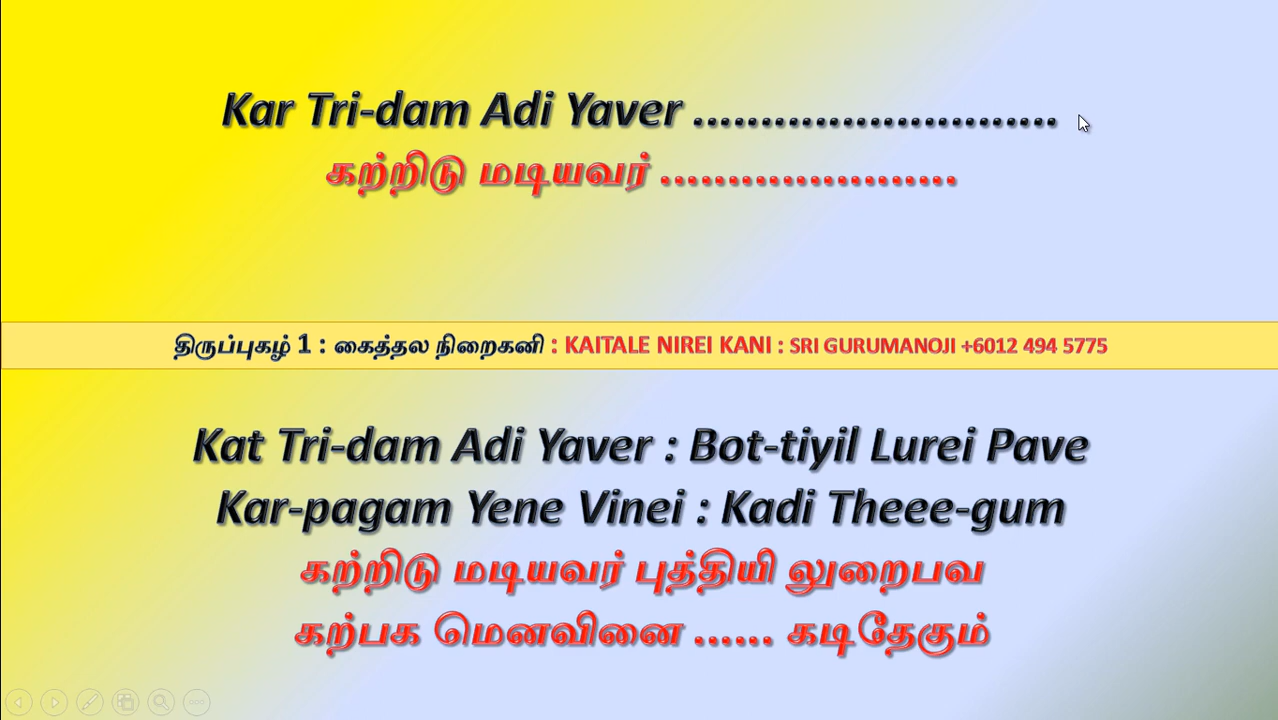 Kar Tri-dam Adi Yaver ...........................
கற்றிடு மடியவர் ......................
திருப்புகழ் 1 : கைத்தல நிறைகனி : KAITALE NIREI KANI : SRI GURUMANOJI +6012 494 5775
Kat Tri-dam Adi Yaver : Bot-tiyil Lurei Pave
Kar-pagam Yene Vinei : Kadi Theee-gum
கற்றிடு மடியவர் புத்தியி லுறைபவ
கற்பக மெனவினை ...... கடிதேகும்